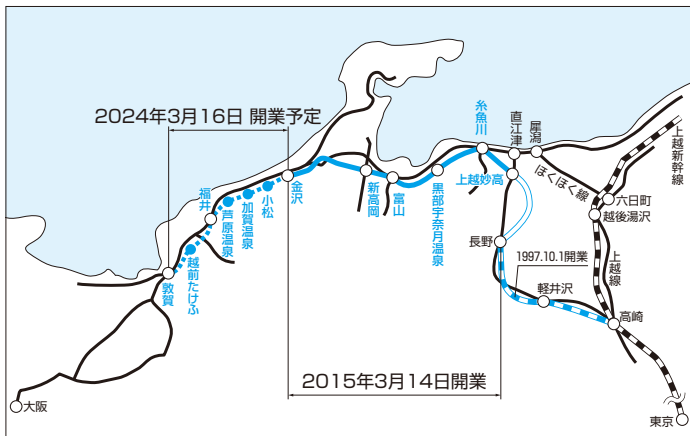 2024年3月16日 開業予定
糸魚川
直江津
犀潟
上越新幹線
ほくほく線
六日町
越後湯沢
上越妙高
福井
芦原温泉
加賀温泉
小松
金沢
新高岡
富山
黒部宇奈月温泉
長野
上越線
越前たけふ
敦賀
1997.10.1開業
軽井沢
高崎
2015年3月14日開業
大阪
東京